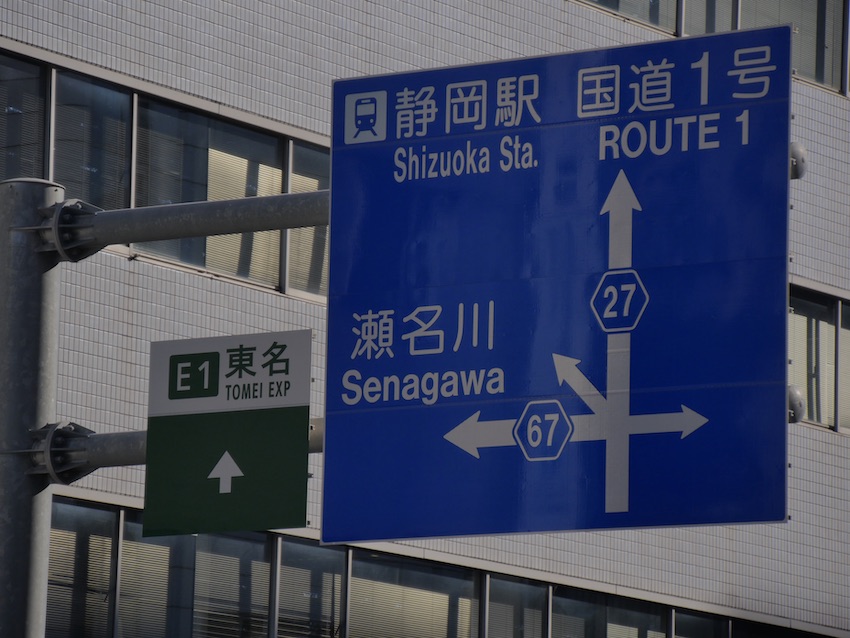 静岡駅 国道1号
Shizuoka Sta. ROUTE 1
27
瀬名川
Senagawa
67
E1 東名
TOMEI EXP